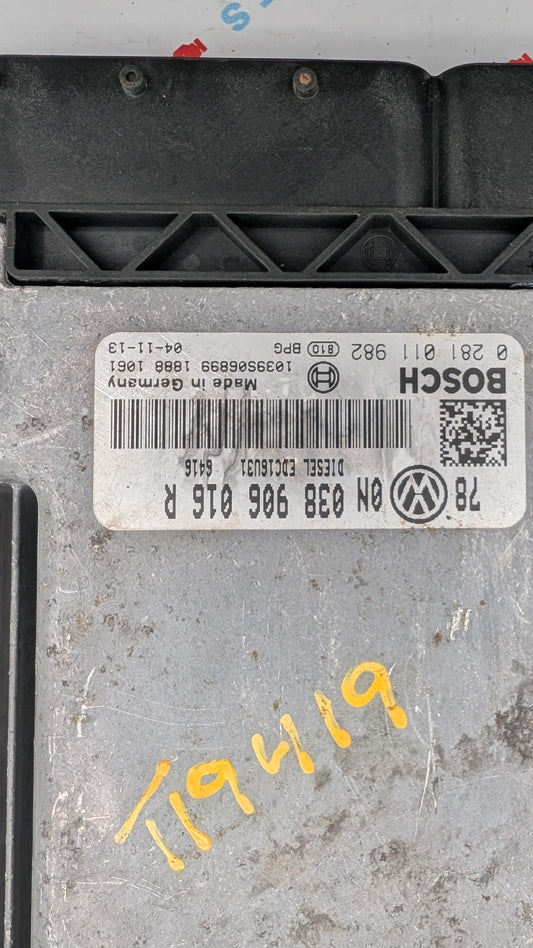 78 0N 038 906 016 R
DIESEL EDC16U31 6416
BOSCH Made in Germany
1039S06899 1888 1061
0 281 011 982 810 BPG 04-11-13
119419